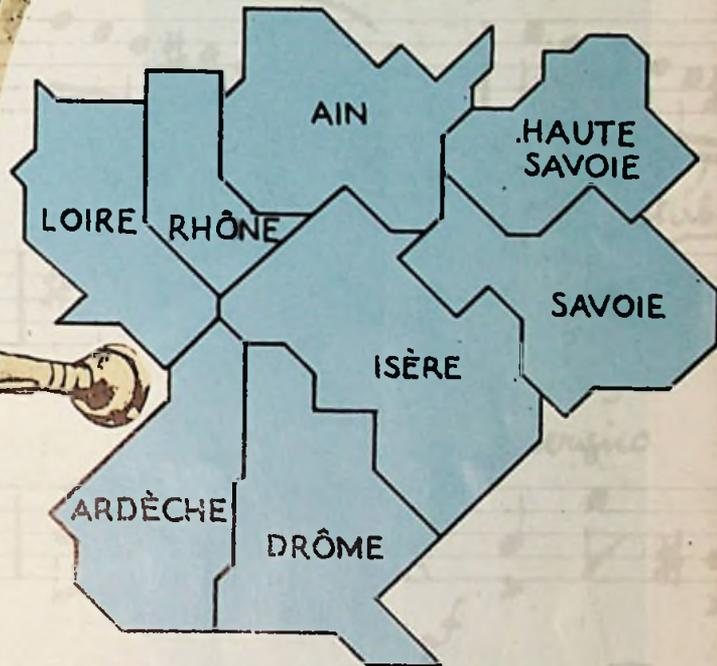 AIN
.HAUTE
SAVOIE
LOIRE
RHÔNE
SAVOIE
ISÈRE
ARDÈCHE
DRÔME